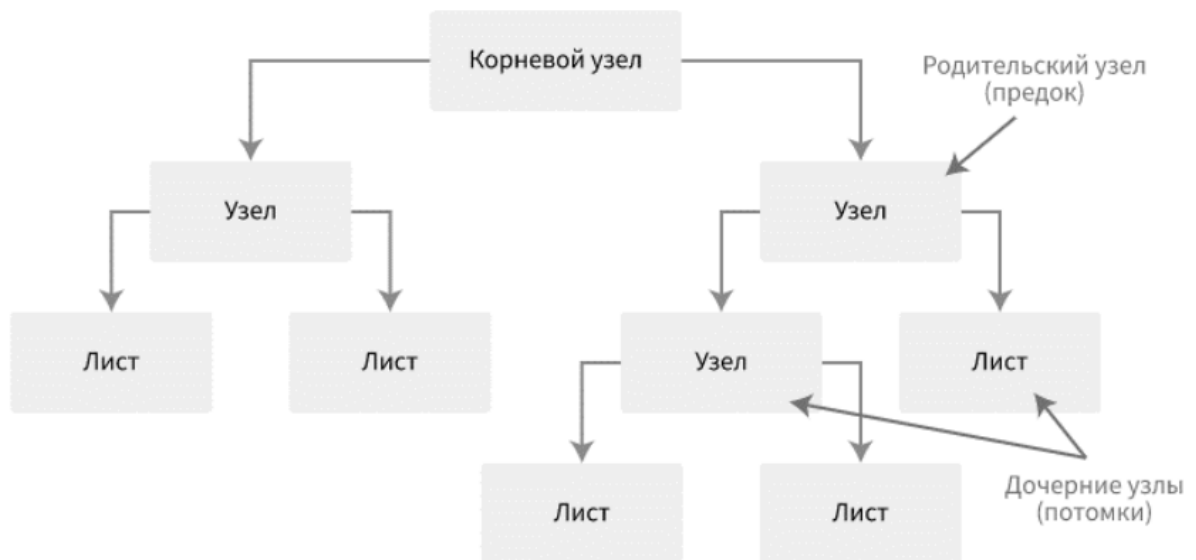 Корневой узел
Родительский узел
(предок)
Узел
Узел
Лист
Лист
Узел
Лист
Лист
Лист
Дочерние узлы
(потомки)